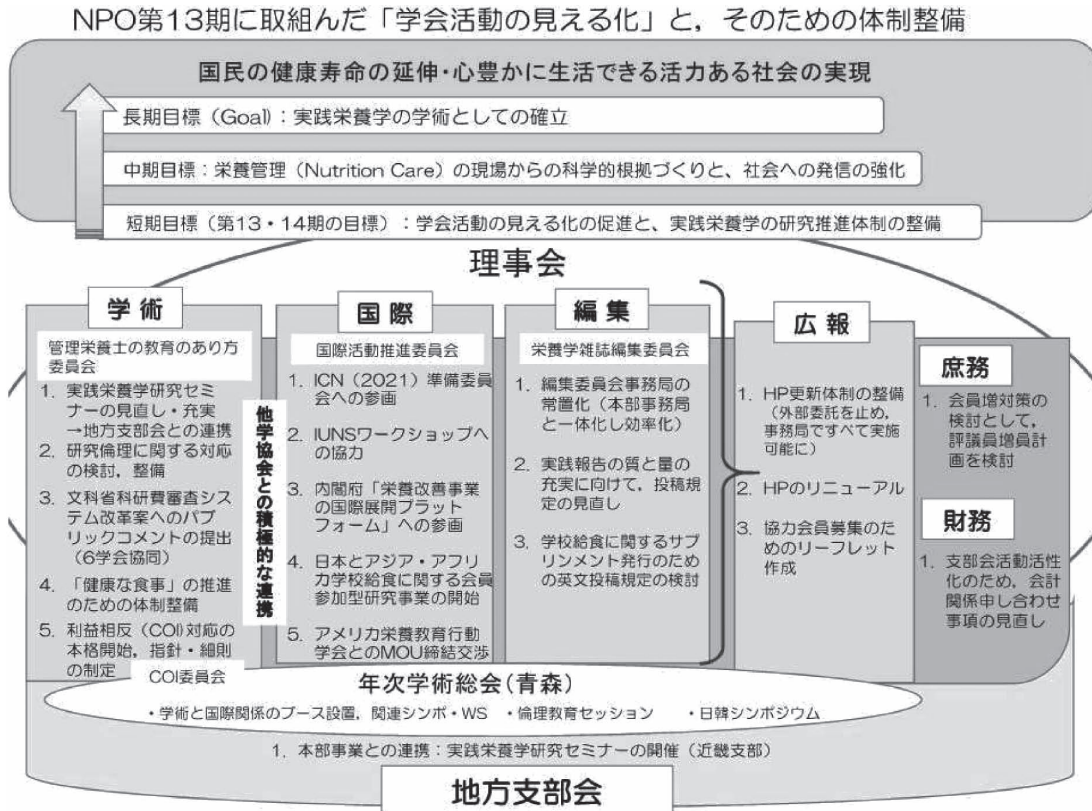 NPO第13期に取組んだ「学会活動の見える化」と，そのための体制整備
国民の健康寿命の延伸・心豊かに生活できる活力ある社会の実現
長期目標（Goal）：実践栄養学の学術としての確立
中期目標：栄養管理（Nutrition Care）の現場からの科学的根拠づくりと、社会への発信の強化
短期目標（第13・14期の目標）：学会活動の見える化の促進と、実践栄養学の研究推進体制の整備
理事会
学術
管理栄養士の教育のあり方
委員会
1. 実践栄養学研究セミ
ナーの見直し・充実
→地方支部会との連携
2. 研究倫理に関する対応
の検討，整備
3. 文科省科研費審査シス
テム改革案へのパブ
リックコメントの提出
（6学会協同）
4. 「健康な食事」の推進
のための体制整備
5. 利益相反（COI）対応の
本格開始，指針・細則
の制定
COI委員会
他学協会との積極的な連携
国際
国際活動推進委員会
1. ICN（2021）準備委員
会への参画
2. IUNSワークショップへ
の協力
3. 内閣府「栄養改善事業
の国際展開プラット
フォーム」への参画
4. 日本とアジア・アフリ
カ学校給食に関する会員
参加型研究事業の開始
5. アメリカ栄養教育行動
学会とのMOU締結交渉
編集
栄養学雑誌編集委員会
1. 編集委員会事務局の
常置化（本部事務局
と一体化し効率化）
2. 実践報告の質と量の
充実に向けて，投稿規
定の見直し
3. 学校給食に関するサプ
リンメント発行のため
の英文投稿規定の検討
広報
1. HP更新体制の整備
（外部委託を止め，
事務局ですべて実施
可能に）
2. HPのリニューアル
3. 協力会員募集のた
めのリーフレット
作成
庶務
1. 会員増対策の
検討として，
評議員増員計
画を検討
財務
1. 支部会活動活性
化のため，会計
関係申し合わせ
事項の見直し
年次学術総会（青森）
・学術と国際関係のブース設置，関連シンポ・WS ・倫理教育セッション ・日韓シンポジウム
1. 本部事業との連携：実践栄養学研究セミナーの開催（近畿支部）
地方支部会